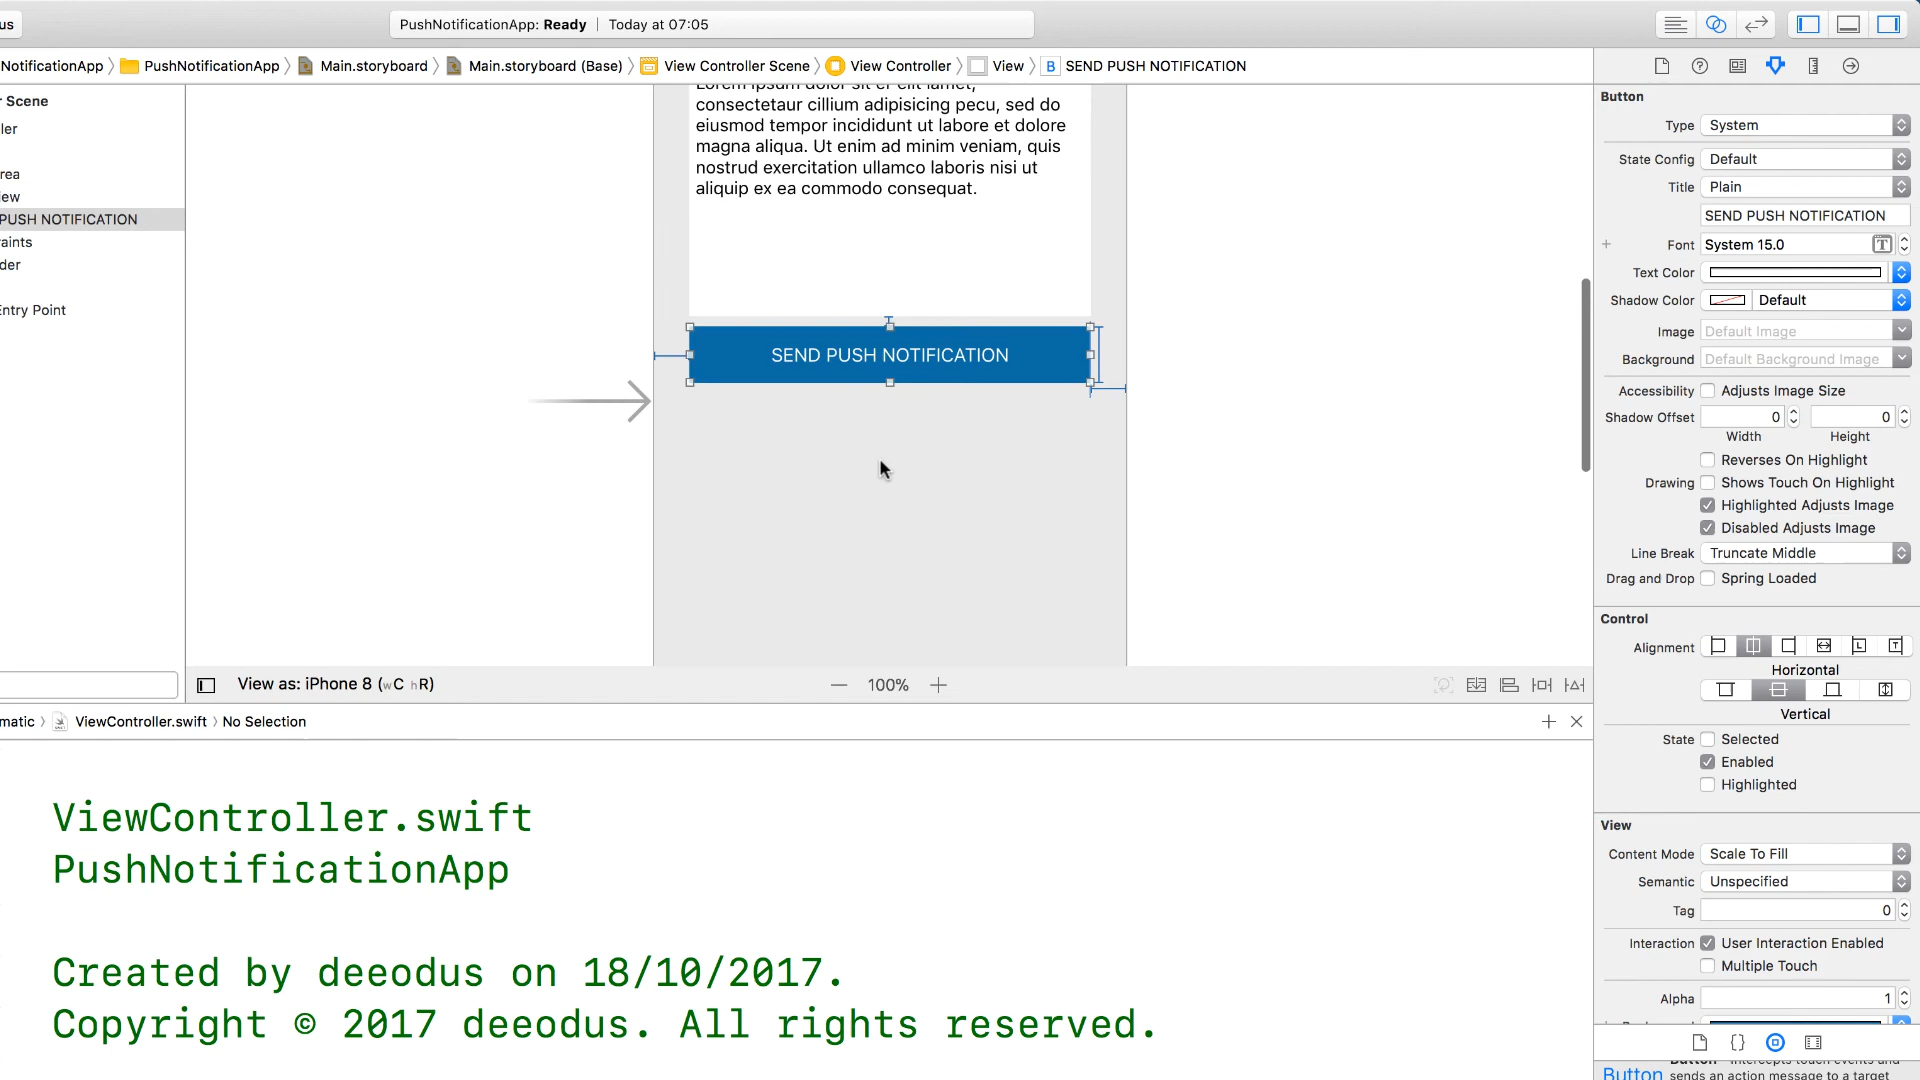 us
PushNotificationApp: Ready | Today at 07:05
NotificationApp 〉 PushNotificationApp 〉 Main.storyboard 〉 Main.storyboard (Base) 〉 View Controller Scene 〉 View Controller 〉 View 〉 B SEND PUSH NOTIFICATION
r Scene
ler
rea
ew
PUSH NOTIFICATION
raints
der
Entry Point
Lorem ipsum dolor sit er elit lamet,
consectetaur cillium adipisicing pecu, sed do
eiusmod tempor incididunt ut labore et dolore
magna aliqua. Ut enim ad minim veniam, quis
nostrud exercitation ullamco laboris nisi ut
aliquip ex ea commodo consequat.
SEND PUSH NOTIFICATION
View as: iPhone 8 (wC hR)
100%
matic 〉 ViewController.swift 〉 No Selection
ViewController.swift
PushNotificationApp
Created by deeodus on 18/10/2017.
Copyright © 2017 deeodus. All rights reserved.
Button
Type System
State Config Default
Title Plain
SEND PUSH NOTIFICATION
Font System 15.0
Text Color
Shadow Color Default
Image Default Image
Background Default Background Image
Accessibility Adjusts Image Size
Shadow Offset 0 0
Width Height
Reverses On Highlight
Drawing Shows Touch On Highlight
Highlighted Adjusts Image
Disabled Adjusts Image
Line Break Truncate Middle
Drag and Drop Spring Loaded
Control
Alignment
Horizontal
Vertical
State Selected
Enabled
Highlighted
View
Content Mode Scale To Fill
Semantic Unspecified
Tag 0
Interaction User Interaction Enabled
Multiple Touch
Alpha 1
Button
sends an action message to a target